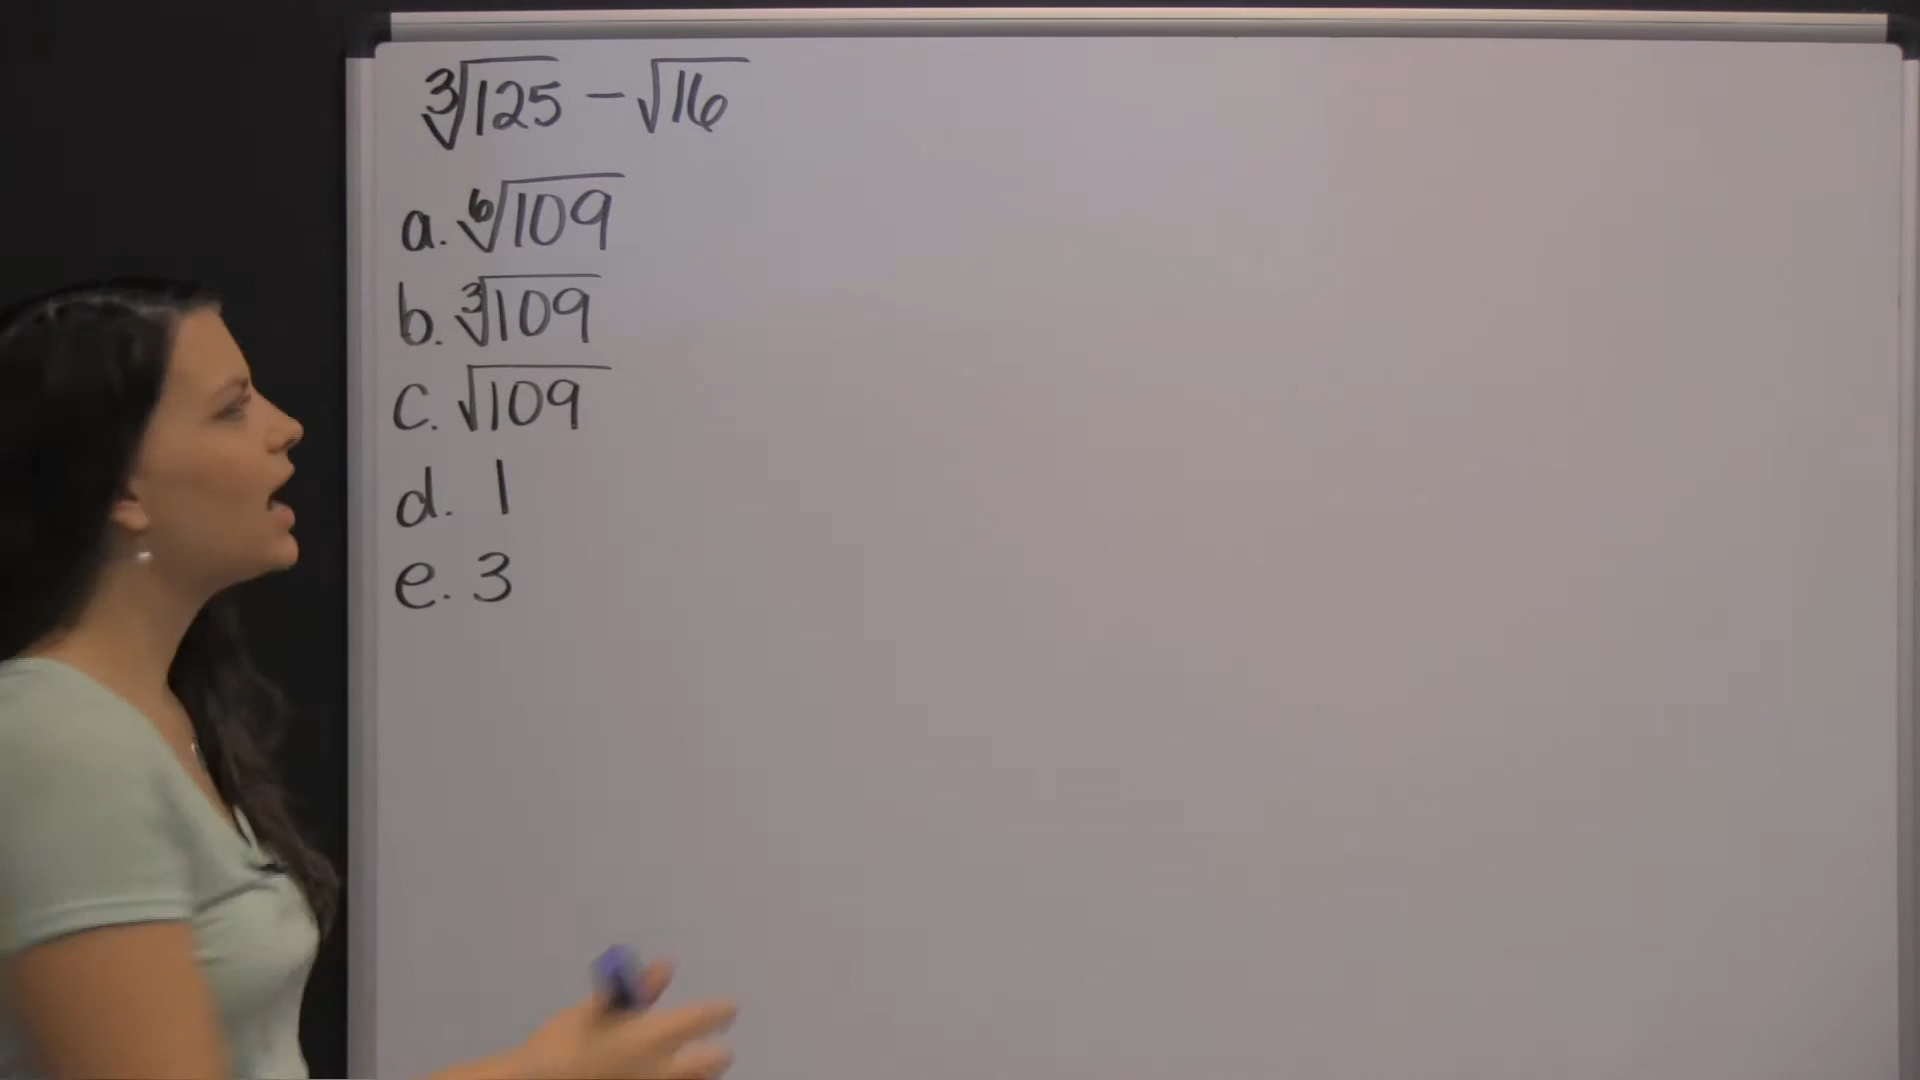 ∛125 - √16
a. ⁶√109
b. ∛109
c. √109
d. 1
e. 3